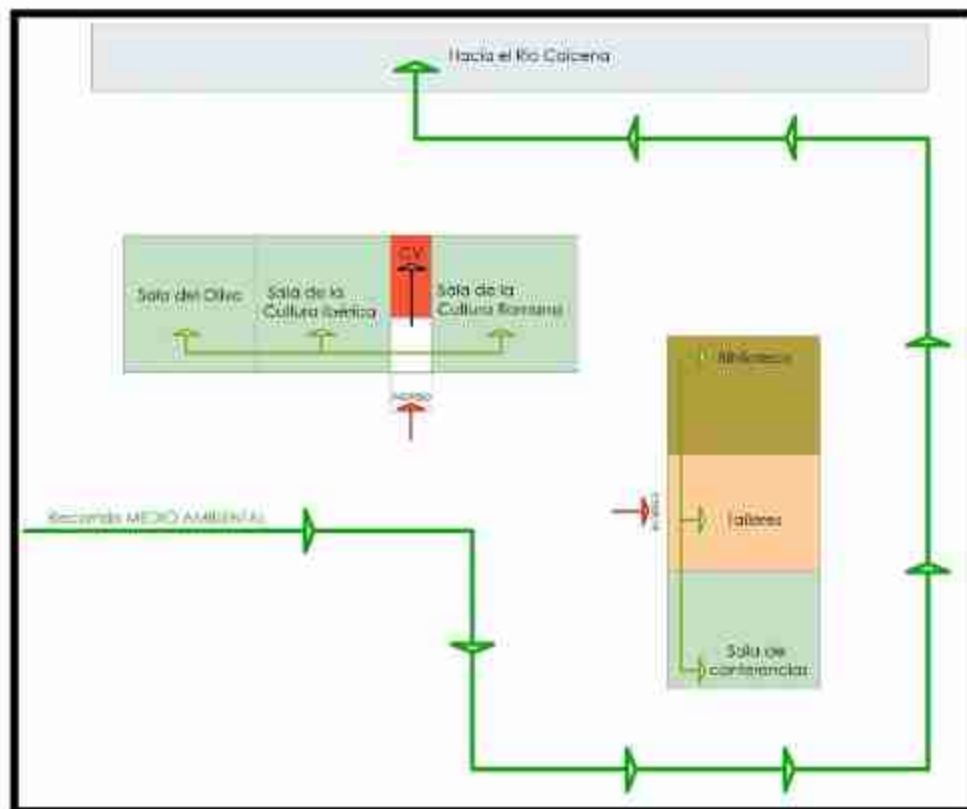 Hacia el Río Caicena
CV
Sala del Olivo
Sala de la
Cultura Ibérica
Sala de la
Cultura Romana
Acceso
Biblioteca
Recorrido MEDIO AMBIENTAL
Talleres
Sala de
conferencias